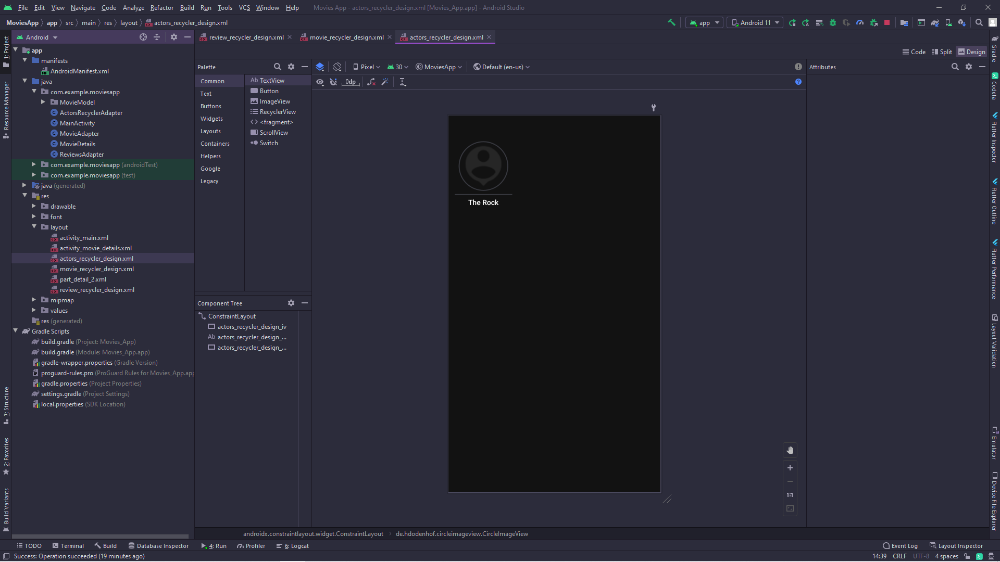 File Edit View Navigate Code Analyze Refactor Build Run Tools VCS Window Help Movies App - actors_recycler_design.xml [Movies_App.app] - Android Studio
MoviesApp app src main res layout actors_recycler_design.xml
app Android 11
1: Project
Resource Manager
7: Structure
2: Favorites
Build Variants
Android
app
manifests
AndroidManifest.xml
java
com.example.moviesapp
MovieModel
ActorsRecyclerAdapter
MainActivity
MovieAdapter
MovieDetails
ReviewsAdapter
com.example.moviesapp (androidTest)
com.example.moviesapp (test)
java (generated)
res
drawable
font
layout
activity_main.xml
activity_movie_details.xml
actors_recycler_design.xml
movie_recycler_design.xml
part_detail_2.xml
review_recycler_design.xml
mipmap
values
res (generated)
Gradle Scripts
build.gradle (Project: Movies_App)
build.gradle (Module: Movies_App.app)
gradle-wrapper.properties (Gradle Version)
proguard-rules.pro (ProGuard Rules for Movies_App.app
gradle.properties (Project Properties)
settings.gradle (Project Settings)
local.properties (SDK Location)
review_recycler_design.xml movie_recycler_design.xml actors_recycler_design.xml
Code Split Design
Palette
Common
Text
Buttons
Widgets
Layouts
Containers
Helpers
Google
Legacy
Ab TextView
Button
ImageView
RecyclerView
<fragment>
ScrollView
Switch
Component Tree
ConstraintLayout
actors_recycler_design_iv
Ab actors_recycler_design_...
actors_recycler_design_...
Pixel 30 MoviesApp Default (en-us)
0dp
The Rock
1:1
Attributes
Gradle
Codota
Flutter Inspector
Flutter Outline
Flutter Performance
Layout Validation
Emulator
Device File Explorer
androidx.constraintlayout.widget.ConstraintLayout de.hdodenhof.circleimageview.CircleImageView
TODO Terminal Build Database Inspector 4: Run Profiler 6: Logcat Event Log Layout Inspector
Success: Operation succeeded (19 minutes ago) 14:39 CRLF UTF-8 4 spaces